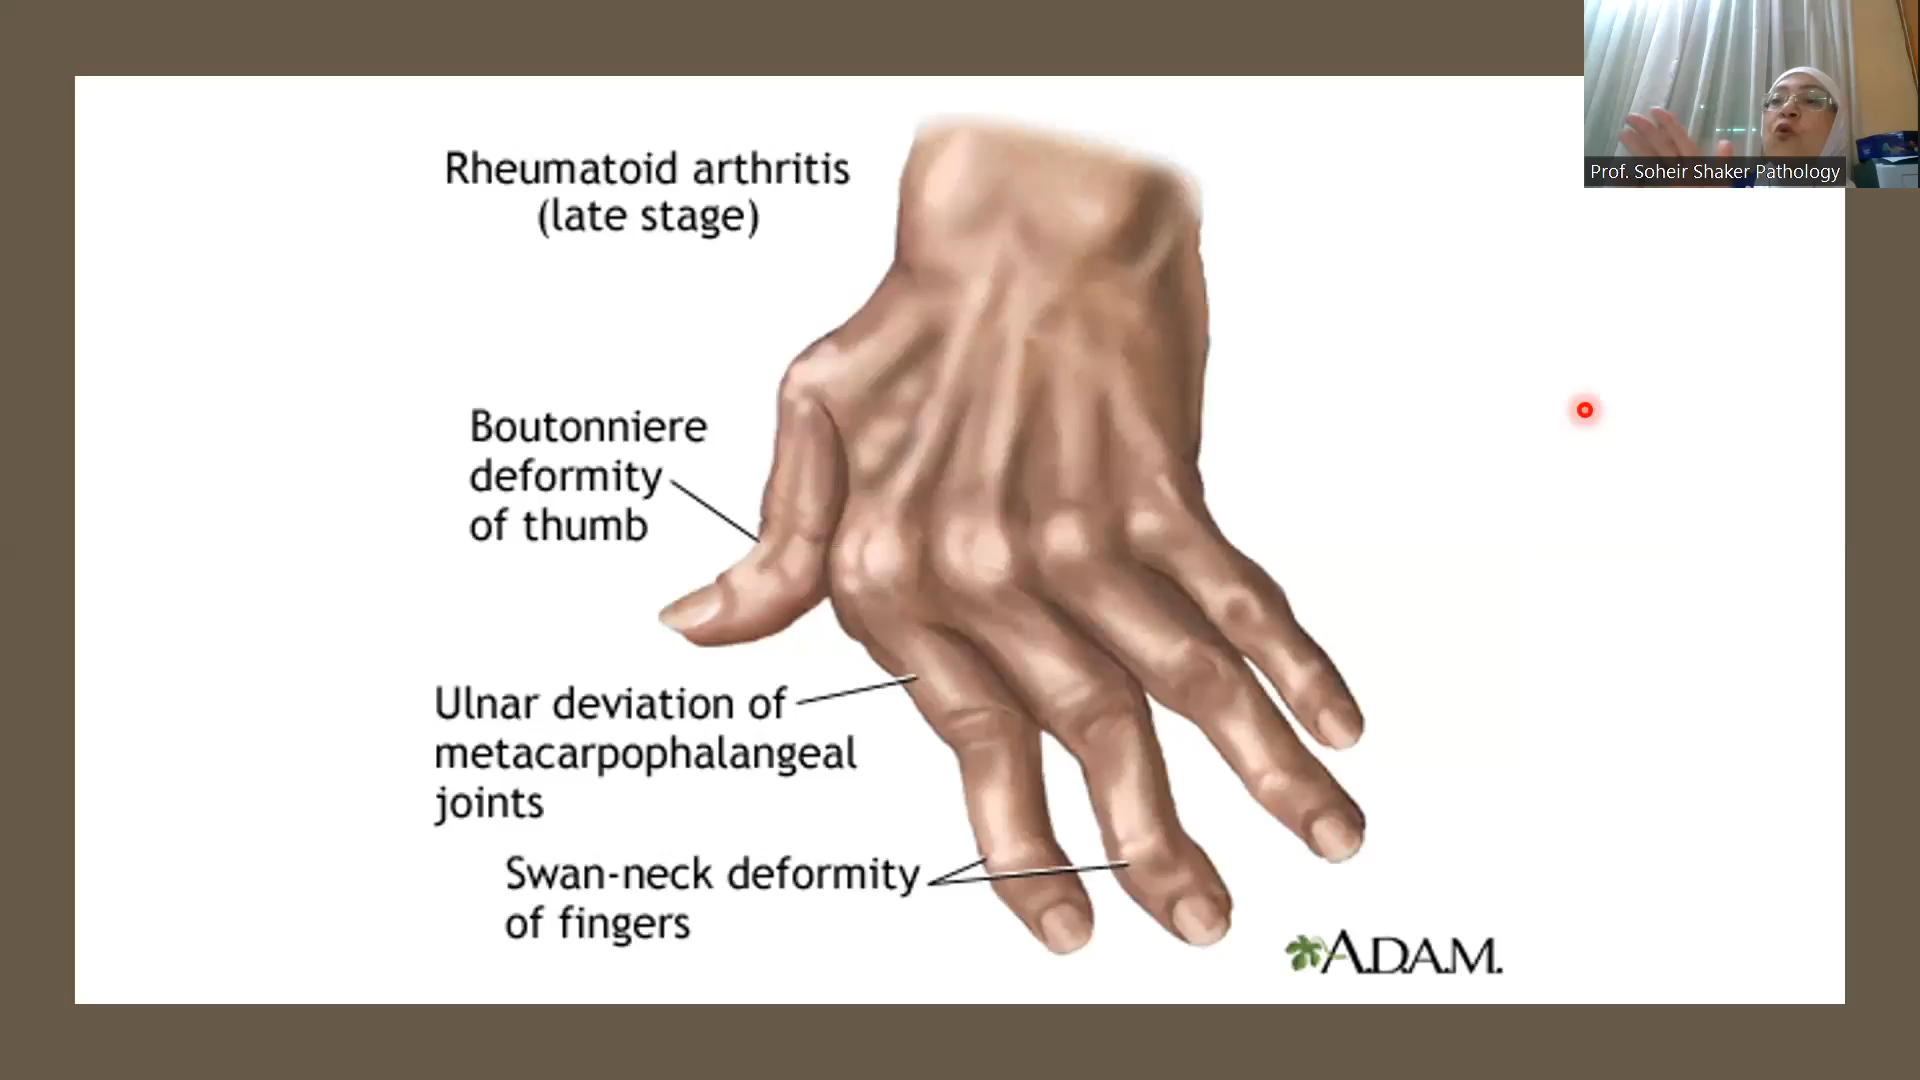 Prof. Soheir Shaker Pathology
Rheumatoid arthritis
(late stage)
Boutonniere
deformity
of thumb
Ulnar deviation of
metacarpophalangeal
joints
Swan-neck deformity
of fingers
A.D.A.M.